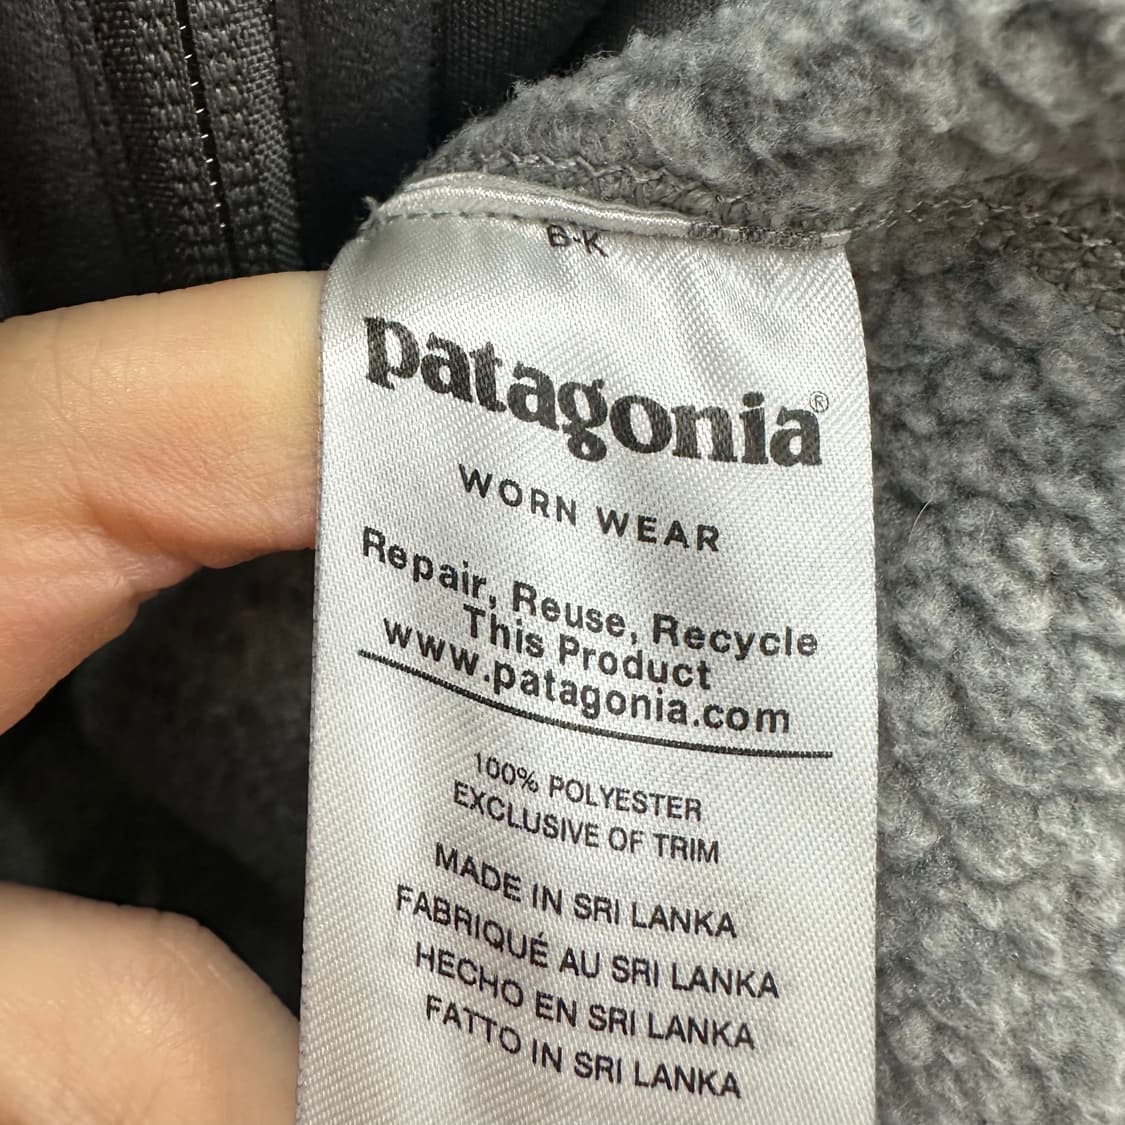 B-K
patagonia®
WORN WEAR
Repair, Reuse, Recycle
This Product
www.patagonia.com
100% POLYESTER
EXCLUSIVE OF TRIM
MADE IN SRI LANKA
FABRIQUÉ AU SRI LANKA
HECHO EN SRI LANKA
FATTO IN SRI LANKA